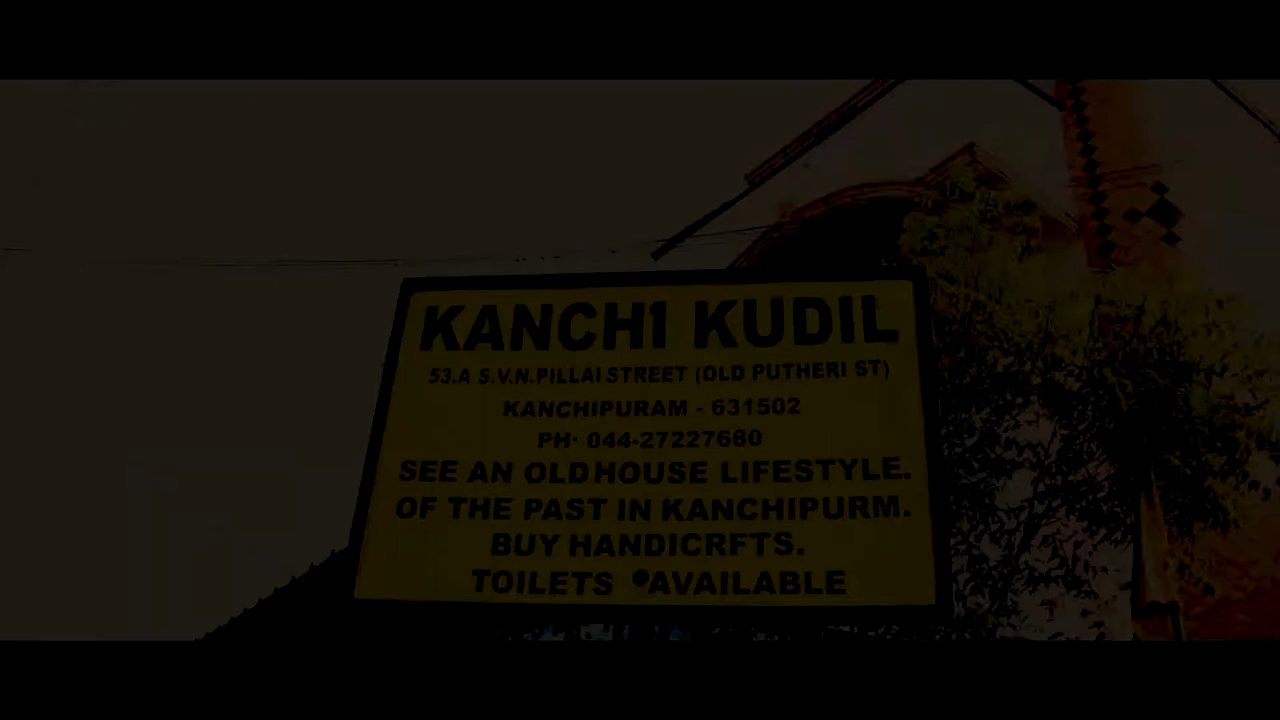 KANCHI KUDIL
53.A S.V.N.PILLAI STREET (OLD PUTHERI ST)
KANCHIPURAM - 631502
PH· 044-27227680
SEE AN OLD HOUSE LIFESTYLE.
OF THE PAST IN KANCHIPURM.
BUY HANDICRFTS.
TOILETS •AVAILABLE